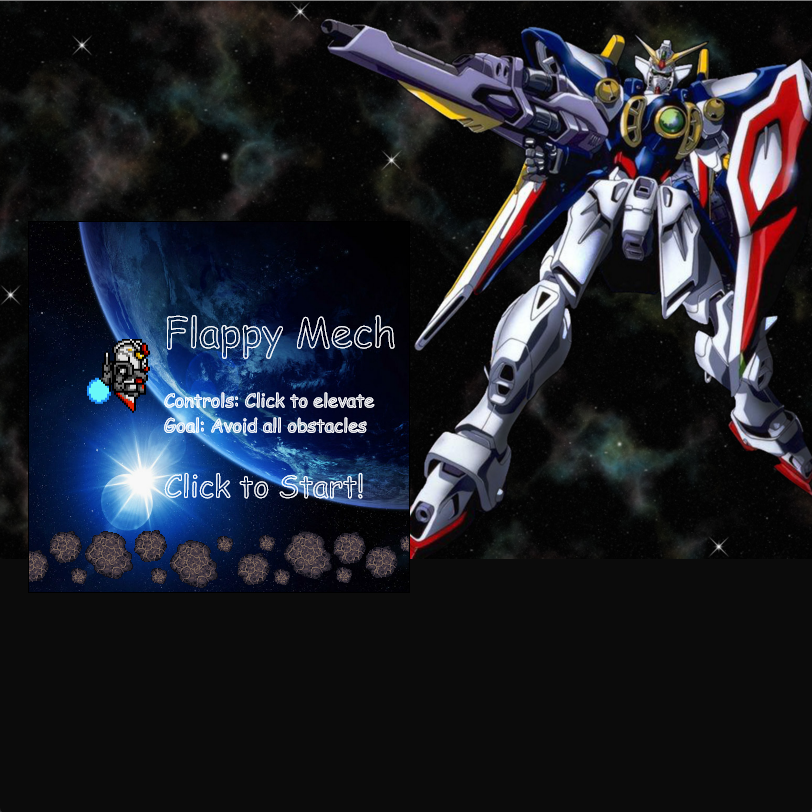 Flappy Mech
Controls: Click to elevate
Goal: Avoid all obstacles
Click to Start!